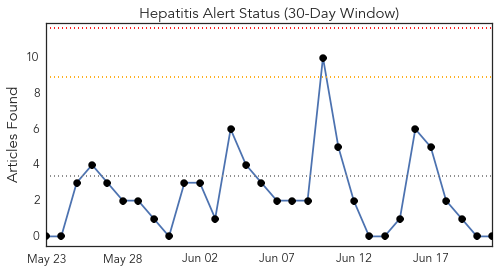 Hepatitis Alert Status (30-Day Window)
Articles Found
10
8
6
4
2
0
May 23 May 28 Jun 02 Jun 07 Jun 12 Jun 17